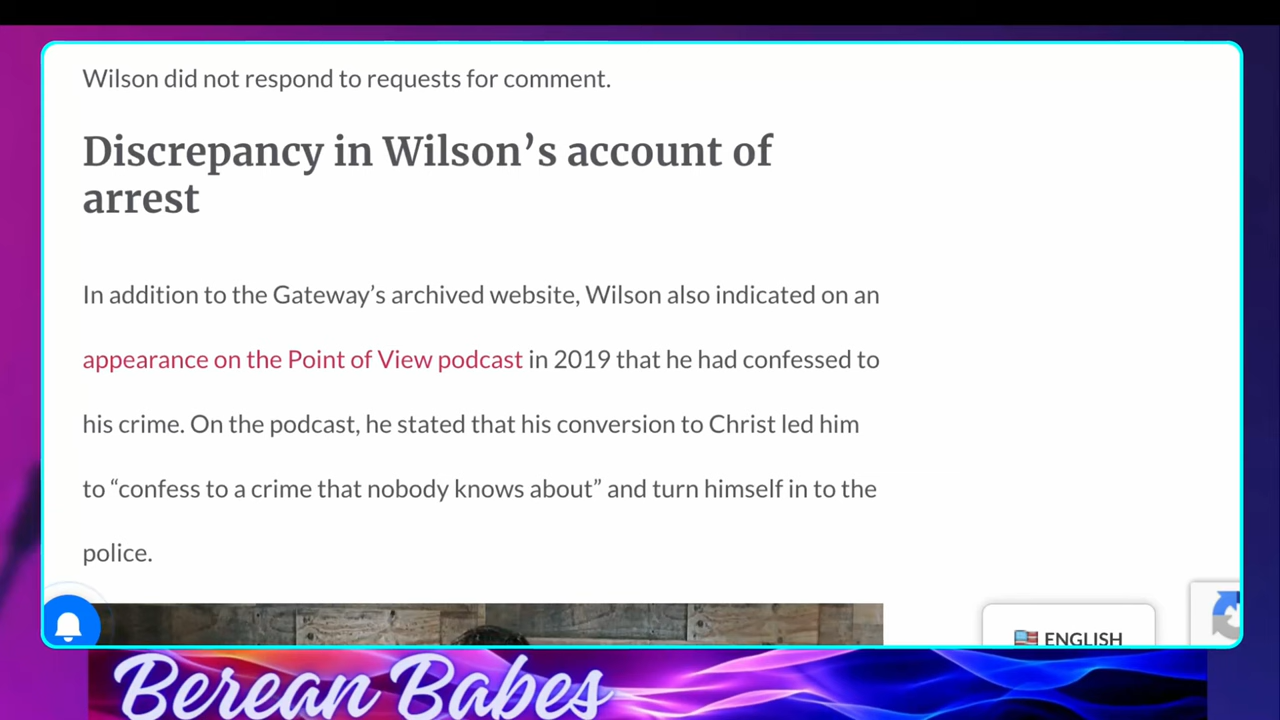 Wilson did not respond to requests for comment.
Discrepancy in Wilson’s account of
arrest
In addition to the Gateway’s archived website, Wilson also indicated on an
appearance on the Point of View podcast in 2019 that he had confessed to
his crime. On the podcast, he stated that his conversion to Christ led him
to “confess to a crime that nobody knows about” and turn himself in to the
police.
ENGLISH
Berean Babes